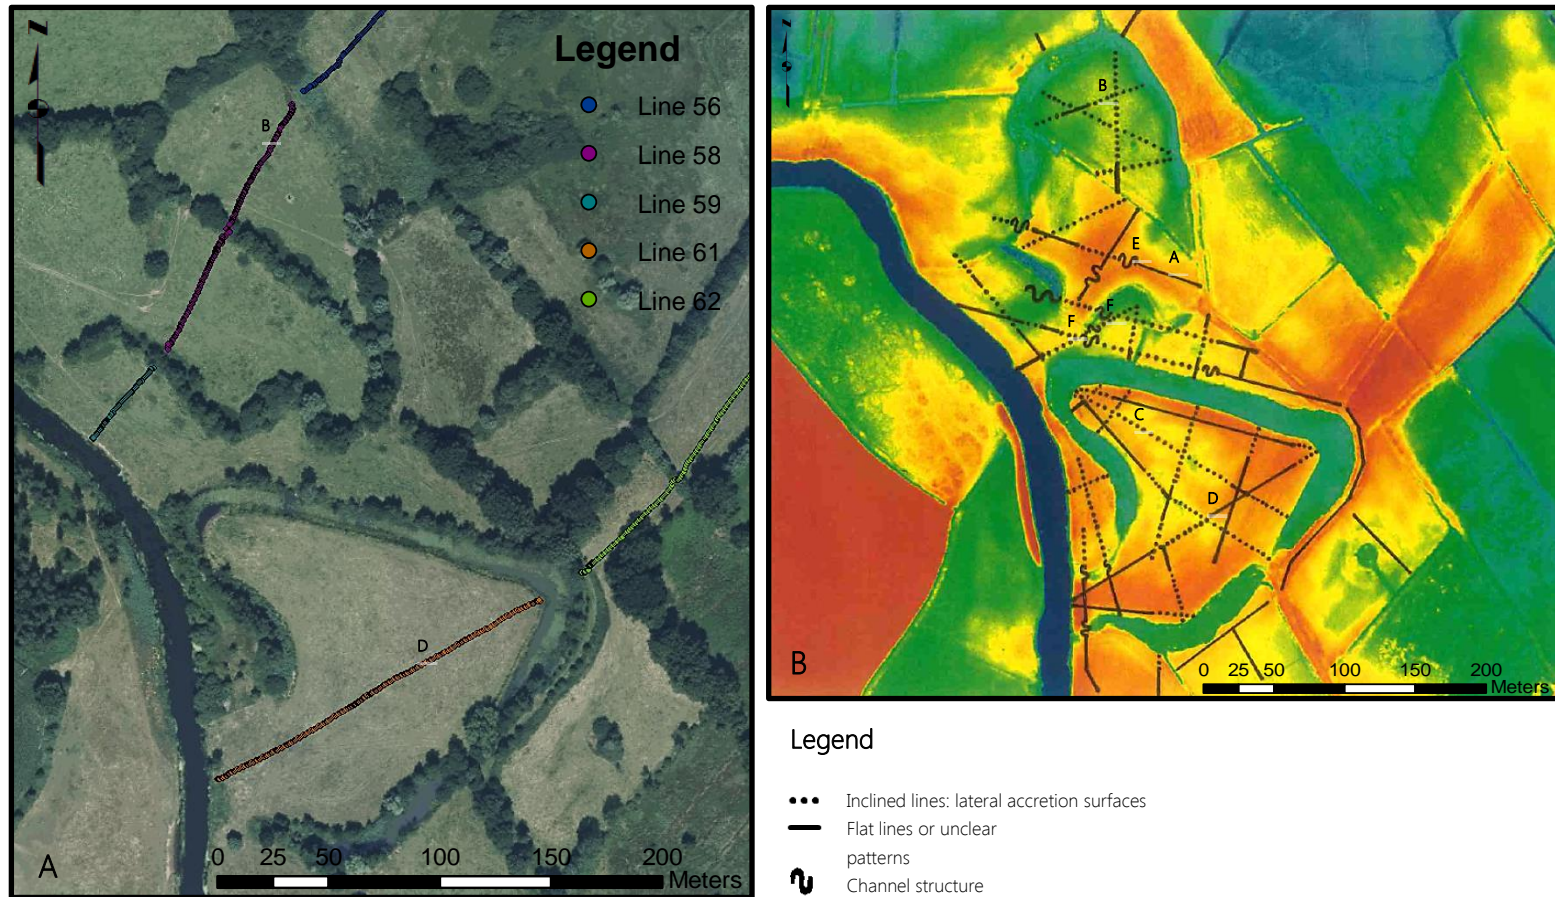 N
Legend
Line 56
Line 58
Line 59
Line 61
Line 62
B
D
A
0 25 50 100 150 200
Meters
N
B
E
A
F
F
C
D
B
0 25 50 100 150 200
Meters
Legend
Inclined lines: lateral accretion surfaces
Flat lines or unclear
patterns
Channel structure